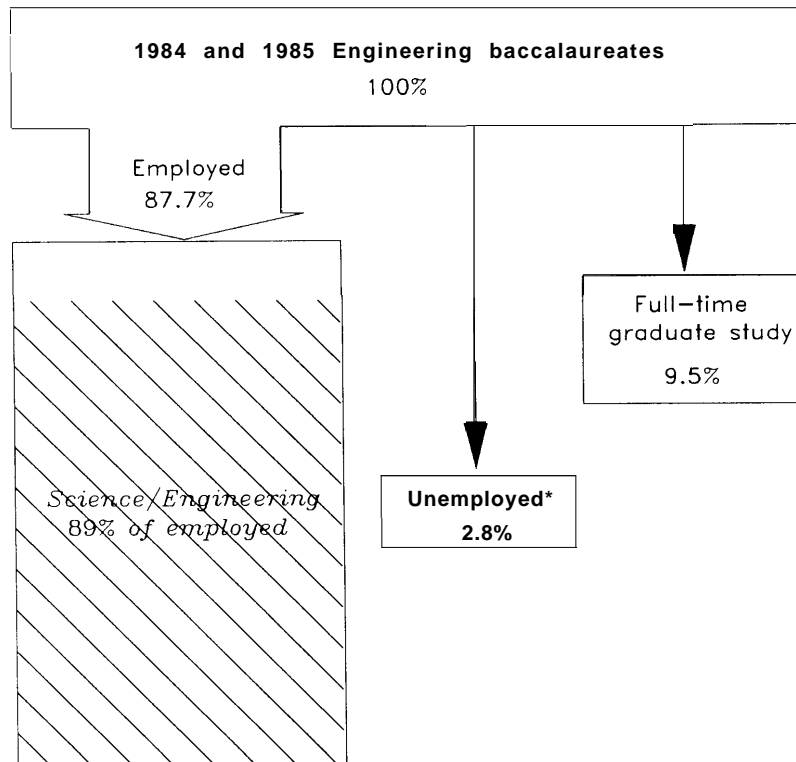 1984 and 1985 Engineering baccalaureates
100%
Employed
87.7%
Full-time
graduate study
9.5%
Science/Engineering
89% of employed
Unemployed*
2.8%